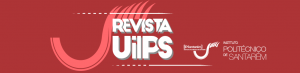 REVISTA
UiIPS
INSTITUTO
POLITÉCNICO
DE SANTARÉM